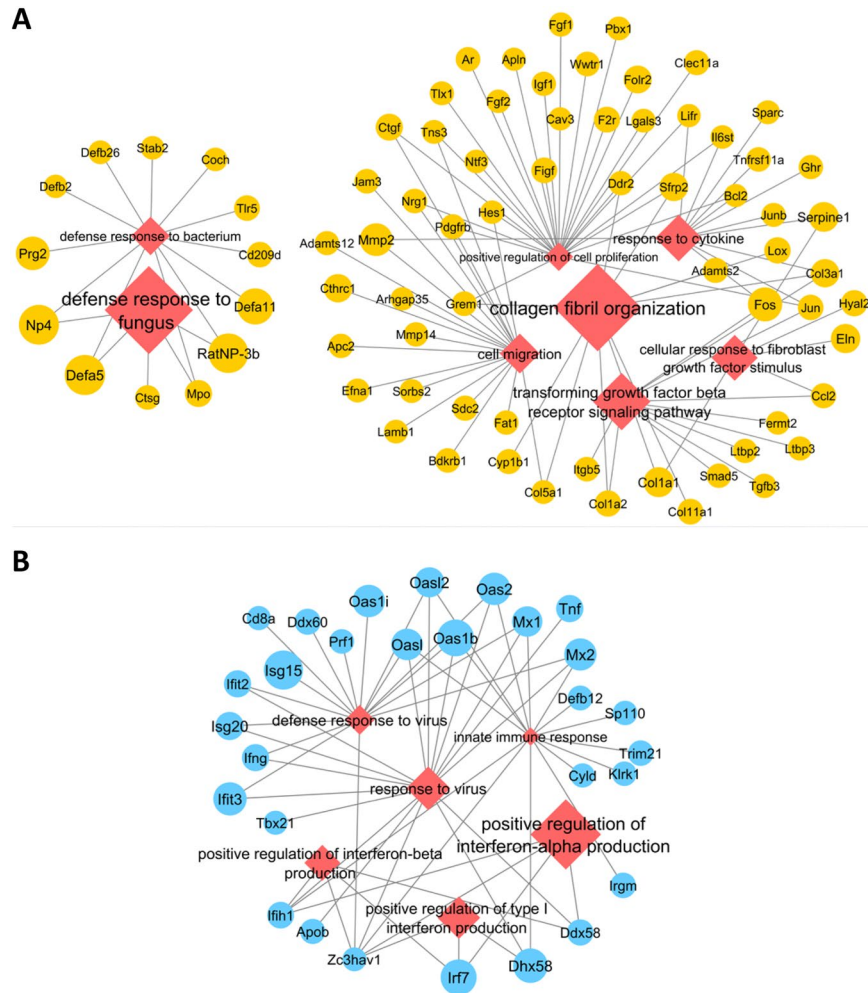 A
Fgf1
Pbx1
Ar
Apln
Wwtr1
Clec11a
Igf1
Folr2
Tlx1
Fgf2
Cav3
F2r
Lgals3
Lifr
Sparc
Ctgf
Tns3
Il6st
Defb26
Stab2
Coch
Ntf3
Figf
Tnfrsf11a
Ghr
Defb2
Jam3
Nrg1
Hes1
Ddr2
Sfrp2
Bcl2
Tlr5
Pdgfrb
Junb
Serpine1
defense response to bacterium
Adamts12
Mmp2
response to cytokine
Prg2
Cd209d
positive regulation of cell proliferation
Lox
Adamts2
Col3a1
Cthrc1
Arhgap35
Grem1
defense response to
fungus
Defa11
collagen fibril organization
Fos
Jun
Hyal2
Np4
RatNP-3b
Apc2
Mmp14
cell migration
cellular response to fibroblast
growth factor stimulus
Eln
Defa5
Ctsg
Mpo
Efna1
Sorbs2
transforming growth factor beta
receptor signaling pathway
Ccl2
Sdc2
Fat1
Fermt2
Lamb1
Ltbp2
Ltbp3
Bdkrb1
Cyp1b1
Itgb5
Col1a1
Smad5
Tgfb3
Col5a1
Col1a2
Col11a1
B
Oasl2
Oas2
Oas1i
Tnf
Cd8a
Ddx60
Mx1
Prf1
Oasl
Oas1b
Mx2
Isg15
Ifit2
Defb12
Sp110
Isg20
defense response to virus
innate immune response
Ifng
Trim21
Cyld
Klrk1
Ifit3
response to virus
Tbx21
positive regulation of
interferon-alpha production
positive regulation of interferon-beta
production
Irgm
Ifih1
positive regulation of type I
interferon production
Apob
Ddx58
Zc3hav1
Irf7
Dhx58